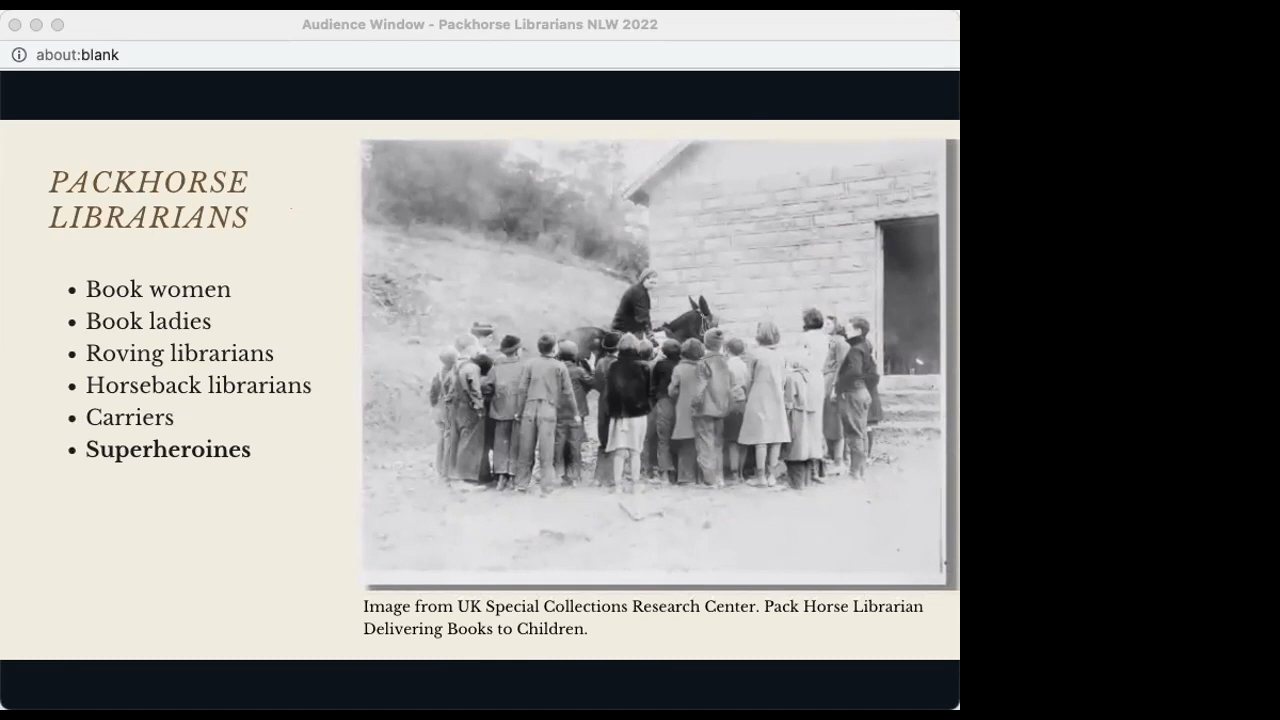 Audience Window - Packhorse Librarians NLW 2022
about:blank
PACKHORSE
LIBRARIANS
• Book women
• Book ladies
• Roving librarians
• Horseback librarians
• Carriers
• Superheroines
Image from UK Special Collections Research Center. Pack Horse Librarian
Delivering Books to Children.